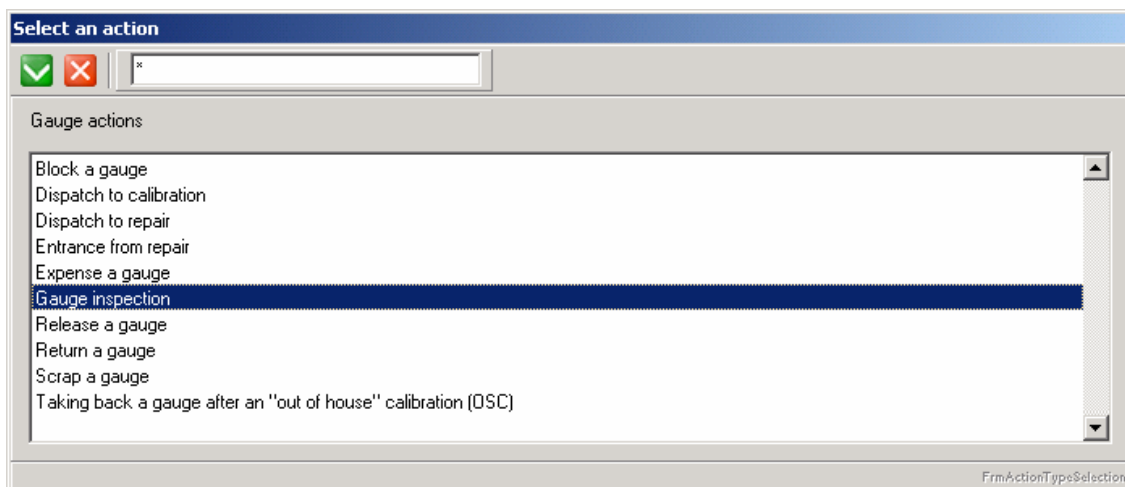 Select an action
*
Gauge actions
Block a gauge
Dispatch to calibration
Dispatch to repair
Entrance from repair
Expense a gauge
Gauge inspection
Release a gauge
Return a gauge
Scrap a gauge
Taking back a gauge after an "out of house" calibration (OSC)
FrmActionTypeSelection